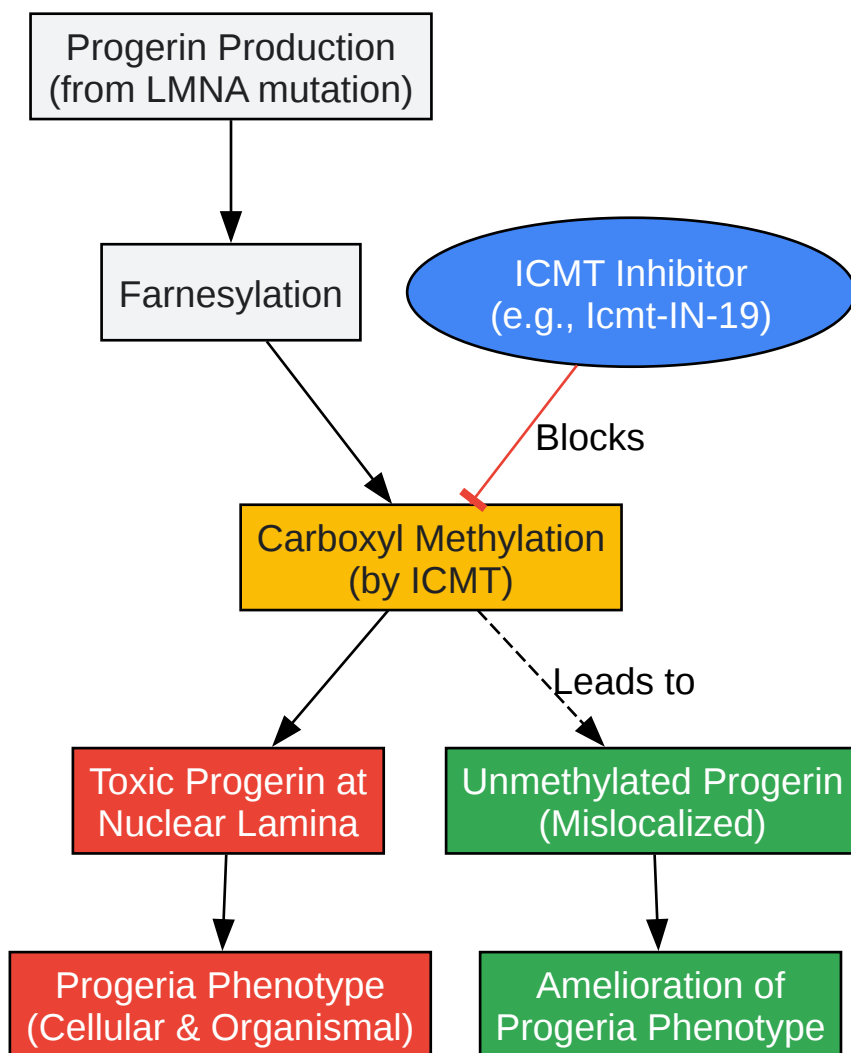 Progerin Production
(from LMNA mutation)
Farnesylation
ICMT Inhibitor
(e.g., Icmt-IN-19)
Blocks
Carboxyl Methylation
(by ICMT)
Leads to
Toxic Progerin at
Nuclear Lamina
Unmethylated Progerin
(Mislocalized)
Progeria Phenotype
(Cellular & Organismal)
Amelioration of
Progeria Phenotype